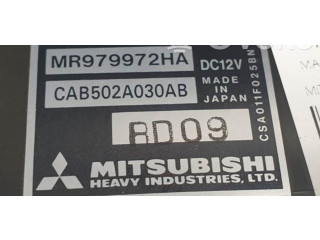 MR979972HA
DC12V
CAB502A030AB
MADE IN
JAPAN
RD09
CSA011F025BN
MITSUBISHI
HEAVY INDUSTRIES, LTD.